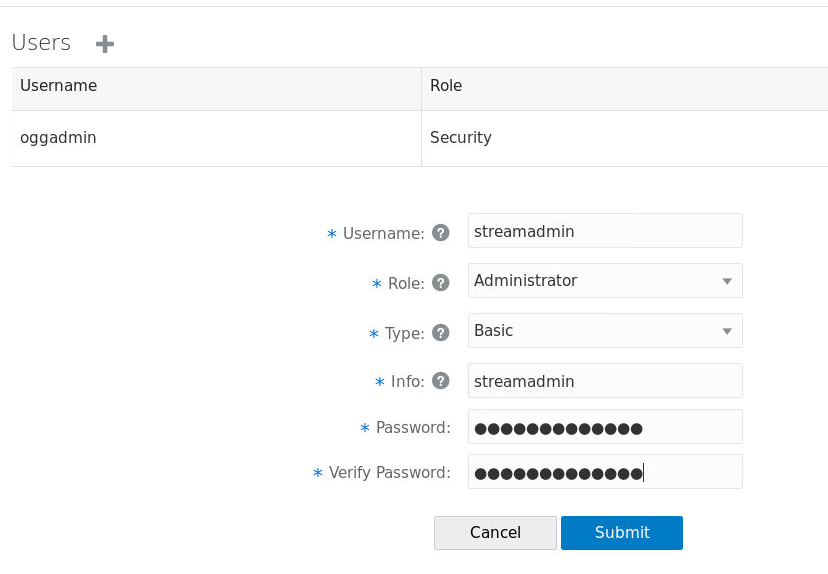 Users
Username Role
oggadmin Security
* Username: ? streamadmin
* Role: ? Administrator
* Type: ? Basic
* Info: ? streamadmin
* Password: ●●●●●●●●●●●●●
* Verify Password: ●●●●●●●●●●●●●
Cancel Submit